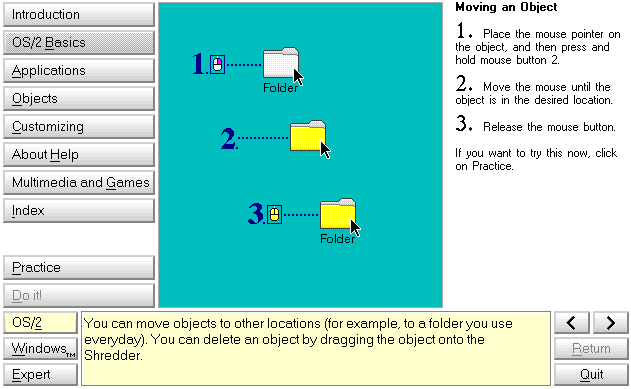 Introduction
OS/2 Basics
Applications
Objects
Customizing
About Help
Multimedia and Games
Index
Practice
Do it!
1.
Folder
2.
3.
Folder
Moving an Object
1. Place the mouse pointer on
the object, and then press and
hold mouse button 2.
2. Move the mouse until the
object is in the desired location.
3. Release the mouse button.
If you want to try this now, click
on Practice.
OS/2
Windows™
Expert
You can move objects to other locations (for example, to a folder you use
everyday). You can delete an object by dragging the object onto the
Shredder.
Return
Quit